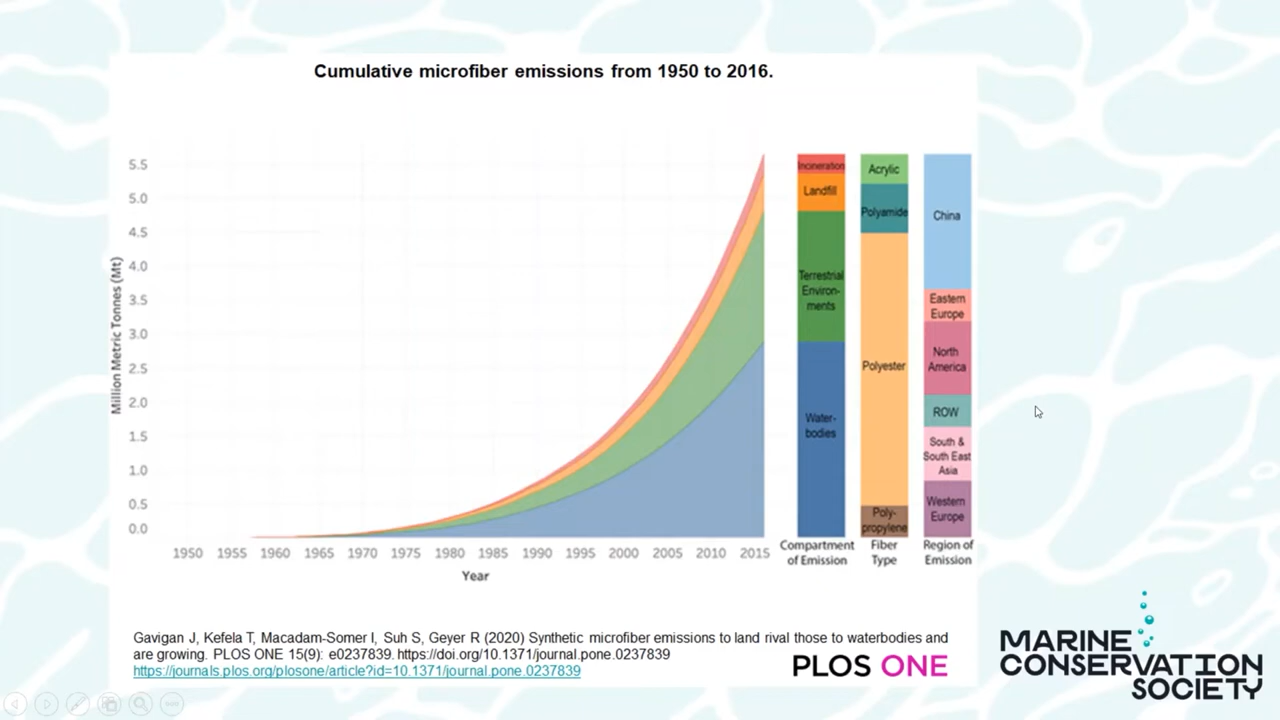 Cumulative microfiber emissions from 1950 to 2016.
Million Metric Tonnes (Mt)
5.5
5.0
4.5
4.0
3.5
3.0
2.5
2.0
1.5
1.0
0.5
0.0
1950 1955 1960 1965 1970 1975 1980 1985 1990 1995 2000 2005 2010 2015
Year
Incineration
Landfill
Terrestrial
Environ-
ments
Water-
bodies
Compartment
of Emission
Acrylic
Polyamide
Polyester
Poly-
propylene
Fiber
Type
China
Eastern
Europe
North
America
ROW
South &
South East
Asia
Western
Europe
Region of
Emission
Gavigan J, Kefela T, Macadam-Somer I, Suh S, Geyer R (2020) Synthetic microfiber emissions to land rival those to waterbodies and
are growing. PLOS ONE 15(9): e0237839. https://doi.org/10.1371/journal.pone.0237839
https://journals.plos.org/plosone/article?id=10.1371/journal.pone.0237839
PLOS ONE
MARINE
CONSERVATION
SOCIETY